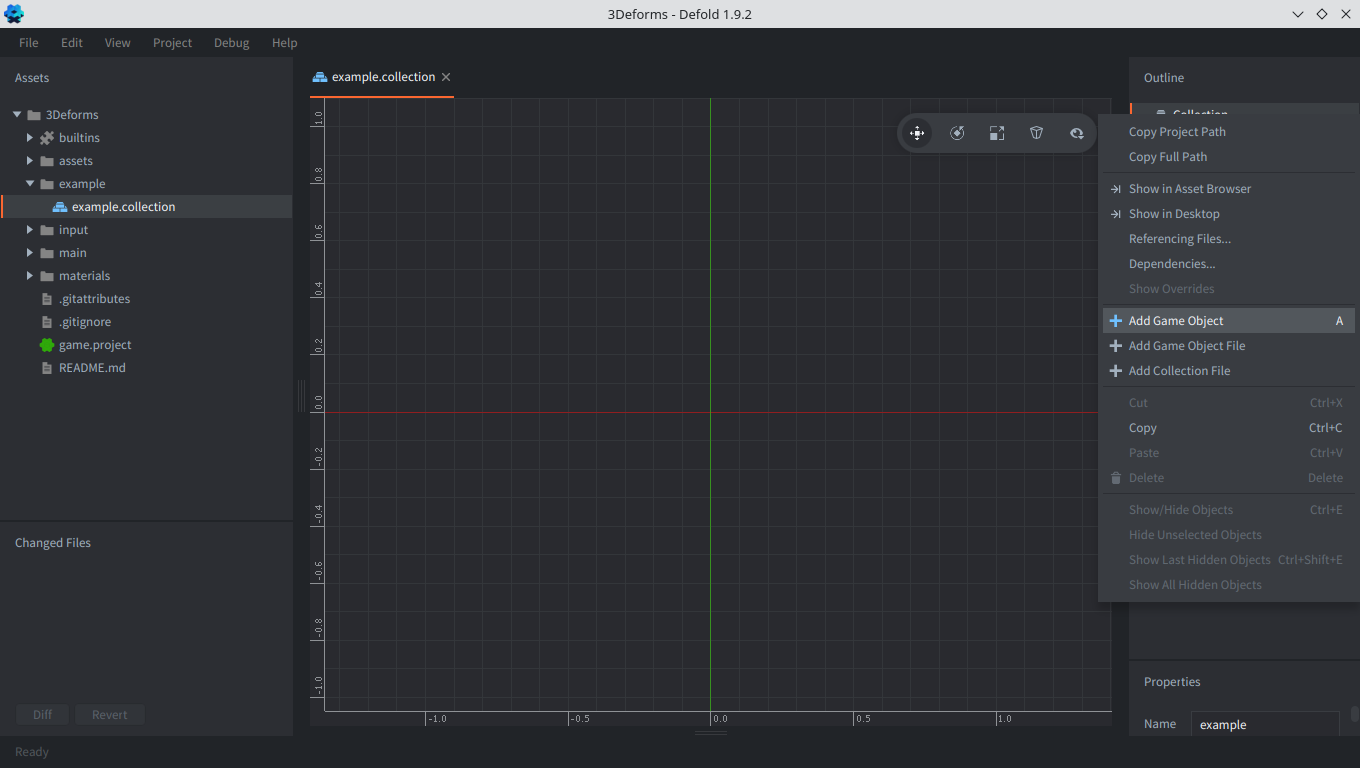 3Deforms - Defold 1.9.2
File Edit View Project Debug Help
Assets
3Deforms
builtins
assets
example
example.collection
input
main
materials
.gitattributes
.gitignore
game.project
README.md
Changed Files
Diff Revert
Ready
example.collection
1.0
0.8
0.6
0.4
0.2
0.0
-0.2
-0.4
-0.6
-0.8
-1.0
-1.0 -0.5 0.0 0.5 1.0
Outline
Collection
Copy Project Path
Copy Full Path
Show in Asset Browser
Show in Desktop
Referencing Files...
Dependencies...
Show Overrides
Add Game Object A
Add Game Object File
Add Collection File
Cut Ctrl+X
Copy Ctrl+C
Paste Ctrl+V
Delete Delete
Show/Hide Objects Ctrl+E
Hide Unselected Objects
Show Last Hidden Objects Ctrl+Shift+E
Show All Hidden Objects
Properties
Name example